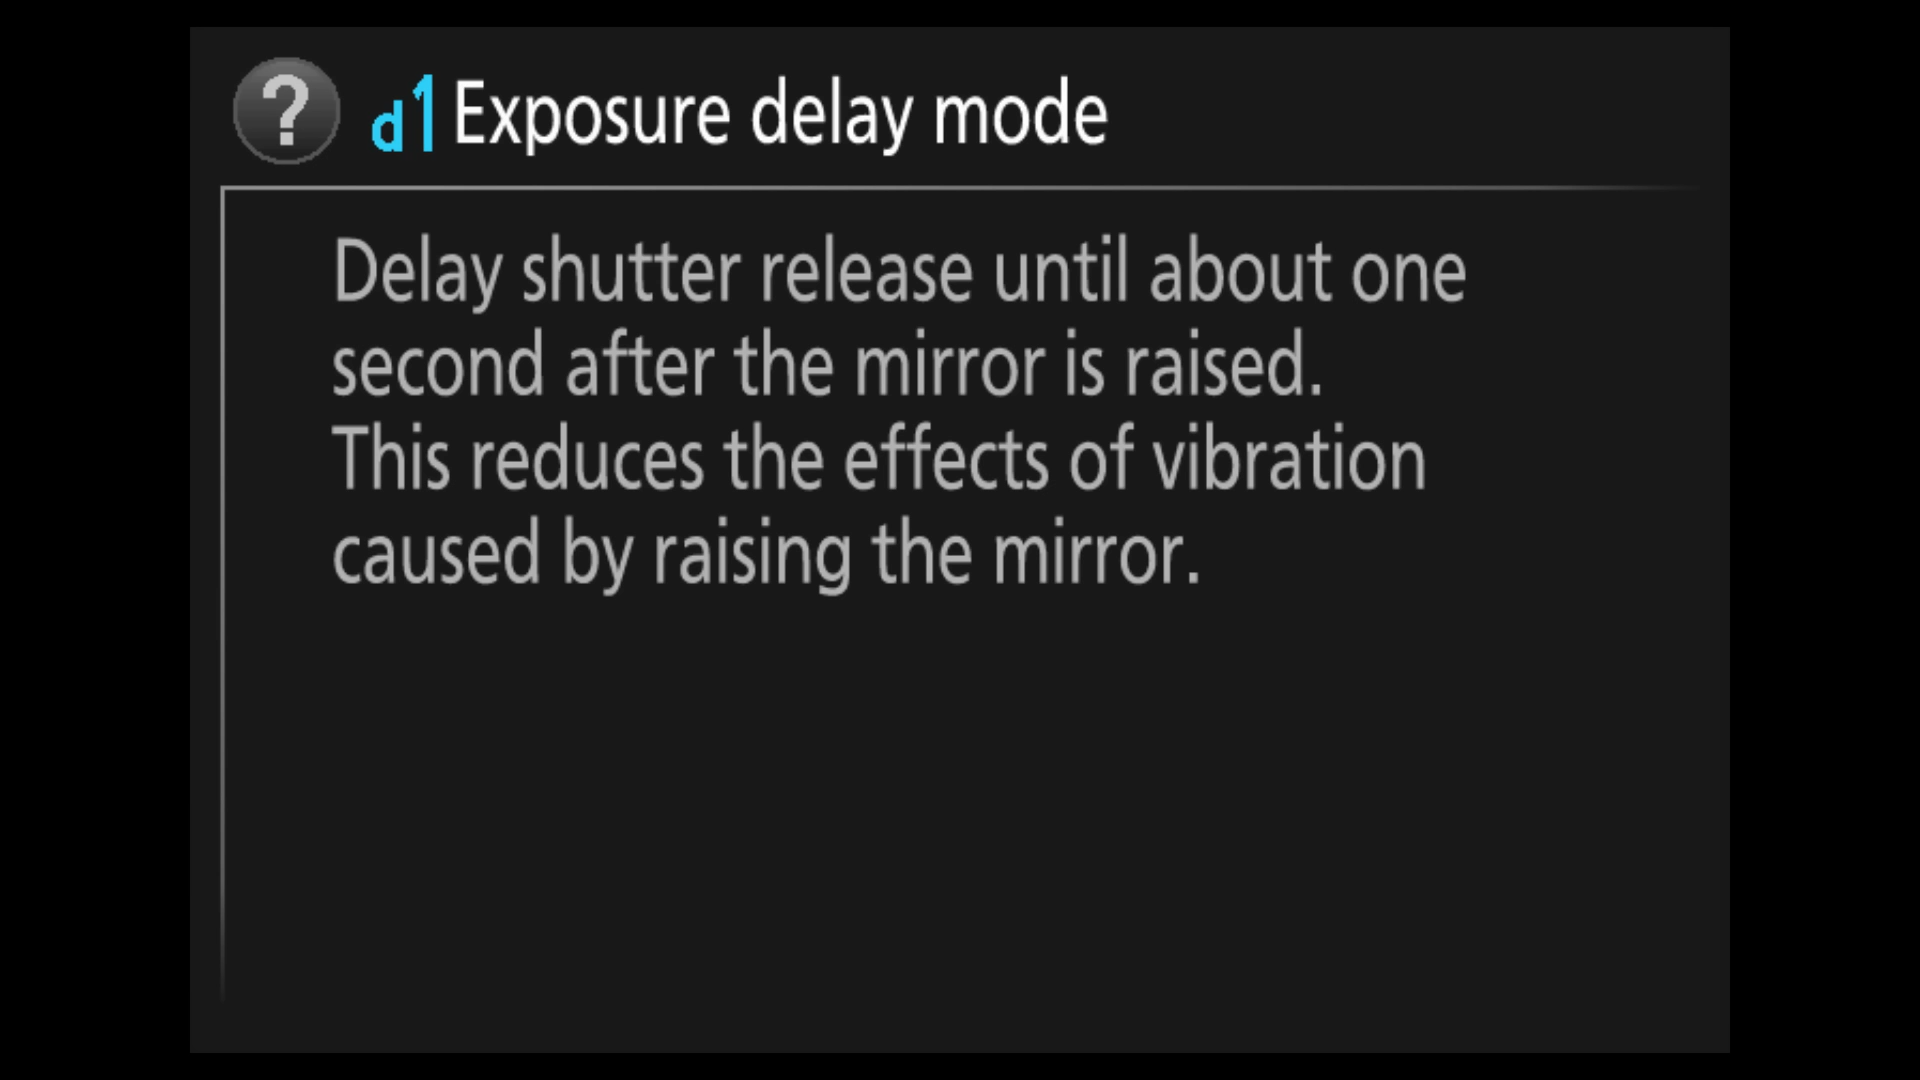 ? d1 Exposure delay mode
Delay shutter release until about one
second after the mirror is raised.
This reduces the effects of vibration
caused by raising the mirror.